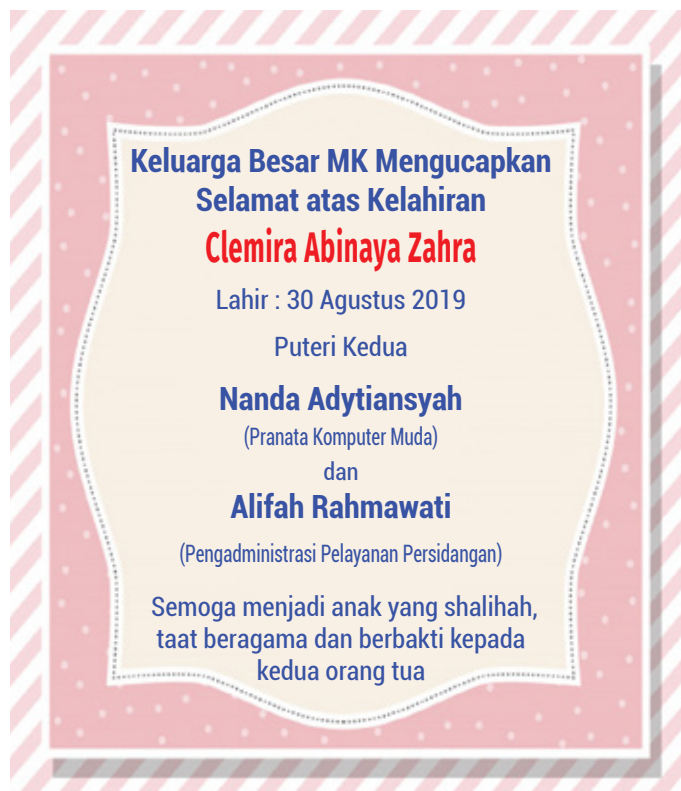 Keluarga Besar MK Mengucapkan
Selamat atas Kelahiran
Clemira Abinaya Zahra
Lahir : 30 Agustus 2019
Puteri Kedua
Nanda Adytiansyah
(Pranata Komputer Muda)
dan
Alifah Rahmawati
(Pengadministrasi Pelayanan Persidangan)
Semoga menjadi anak yang shalihah,
taat beragama dan berbakti kepada
kedua orang tua